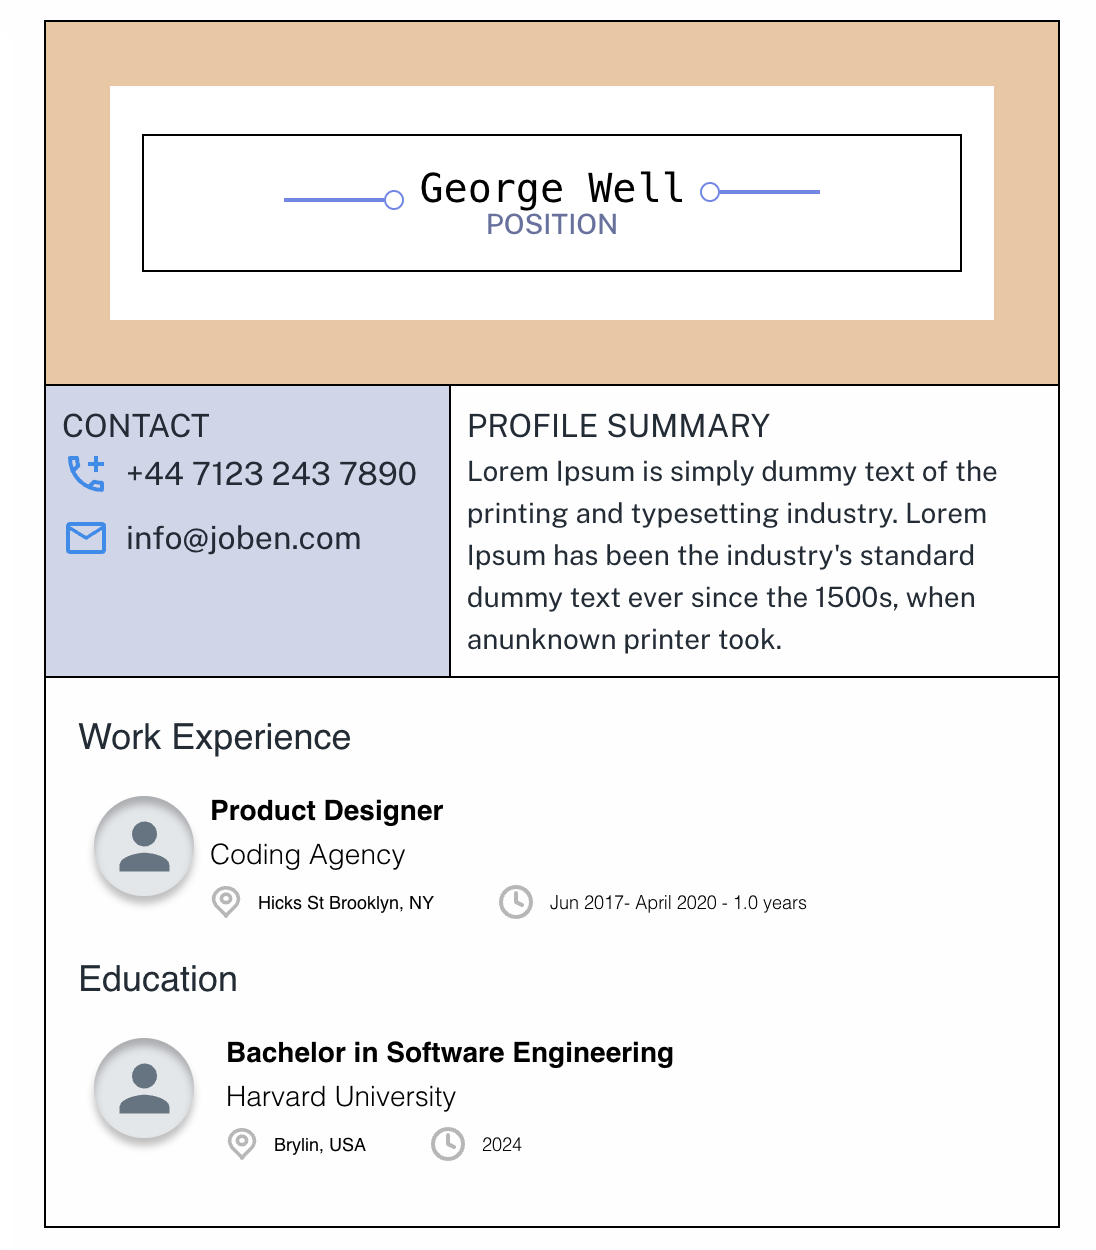 George Well
POSITION
CONTACT
+44 7123 243 7890
info@joben.com
PROFILE SUMMARY
Lorem Ipsum is simply dummy text of the
printing and typesetting industry. Lorem
Ipsum has been the industry's standard
dummy text ever since the 1500s, when
anunknown printer took.
Work Experience
Product Designer
Coding Agency
Hicks St Brooklyn, NY
Jun 2017- April 2020 - 1.0 years
Education
Bachelor in Software Engineering
Harvard University
Brylin, USA
2024